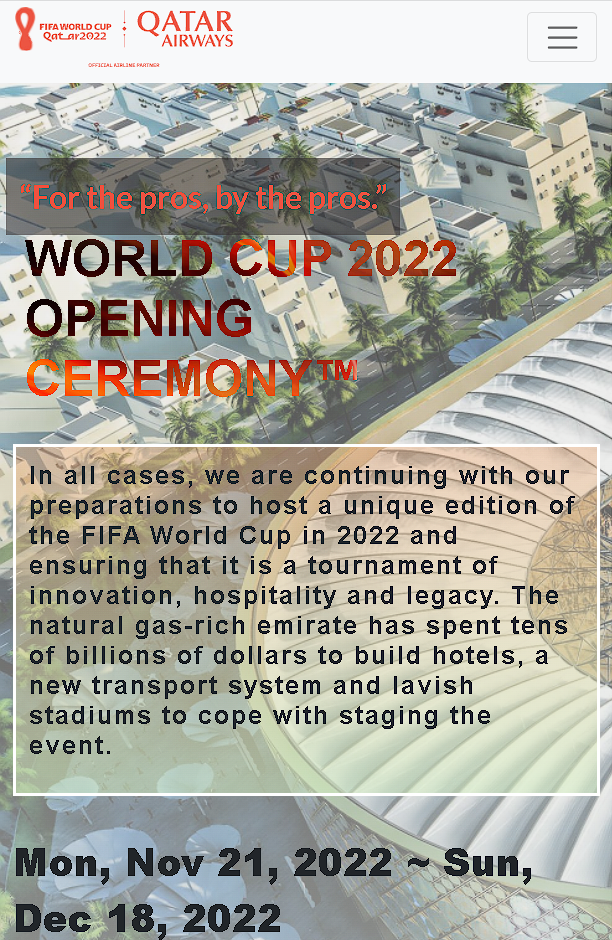 FIFA WORLD CUP
Qatar2022
QATAR
AIRWAYS
OFFICIAL AIRLINE PARTNER
“For the pros, by the pros.”
WORLD CUP 2022
OPENING
CEREMONY™
In all cases, we are continuing with our
preparations to host a unique edition of
the FIFA World Cup in 2022 and
ensuring that it is a tournament of
innovation, hospitality and legacy. The
natural gas-rich emirate has spent tens
of billions of dollars to build hotels, a
new transport system and lavish
stadiums to cope with staging the
event.
Mon, Nov 21, 2022 ~ Sun,
Dec 18, 2022